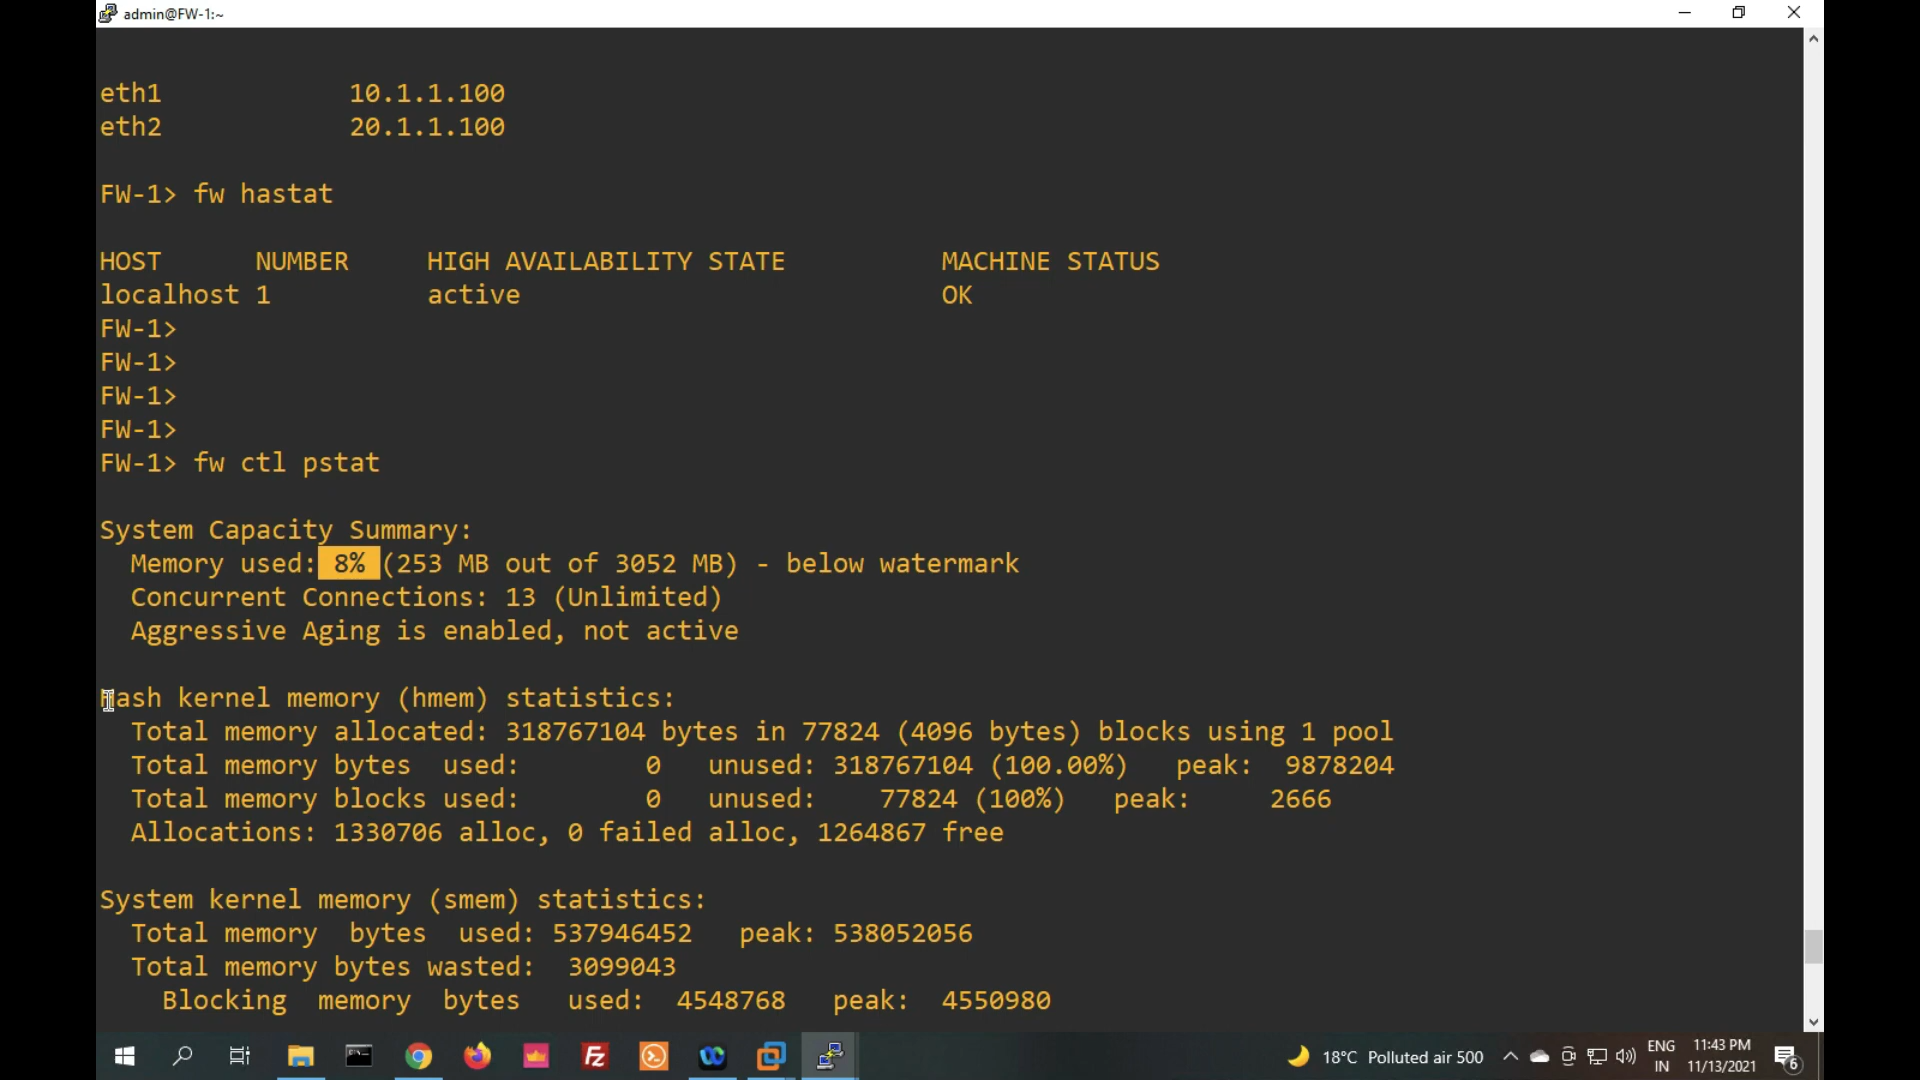 admin@FW-1:~
eth1 10.1.1.100
eth2 20.1.1.100
FW-1> fw hastat
HOST NUMBER HIGH AVAILABILITY STATE MACHINE STATUS
localhost 1 active OK
FW-1>
FW-1>
FW-1>
FW-1>
FW-1> fw ctl pstat
System Capacity Summary:
Memory used: 8% (253 MB out of 3052 MB) - below watermark
Concurrent Connections: 13 (Unlimited)
Aggressive Aging is enabled, not active
Hash kernel memory (hmem) statistics:
Total memory allocated: 318767104 bytes in 77824 (4096 bytes) blocks using 1 pool
Total memory bytes used: 0 unused: 318767104 (100.00%) peak: 9878204
Total memory blocks used: 0 unused: 77824 (100%) peak: 2666
Allocations: 1330706 alloc, 0 failed alloc, 1264867 free
System kernel memory (smem) statistics:
Total memory bytes used: 537946452 peak: 538052056
Total memory bytes wasted: 3099043
Blocking memory bytes used: 4548768 peak: 4550980
18°C Polluted air 500
ENG
IN
11:43 PM
11/13/2021
6